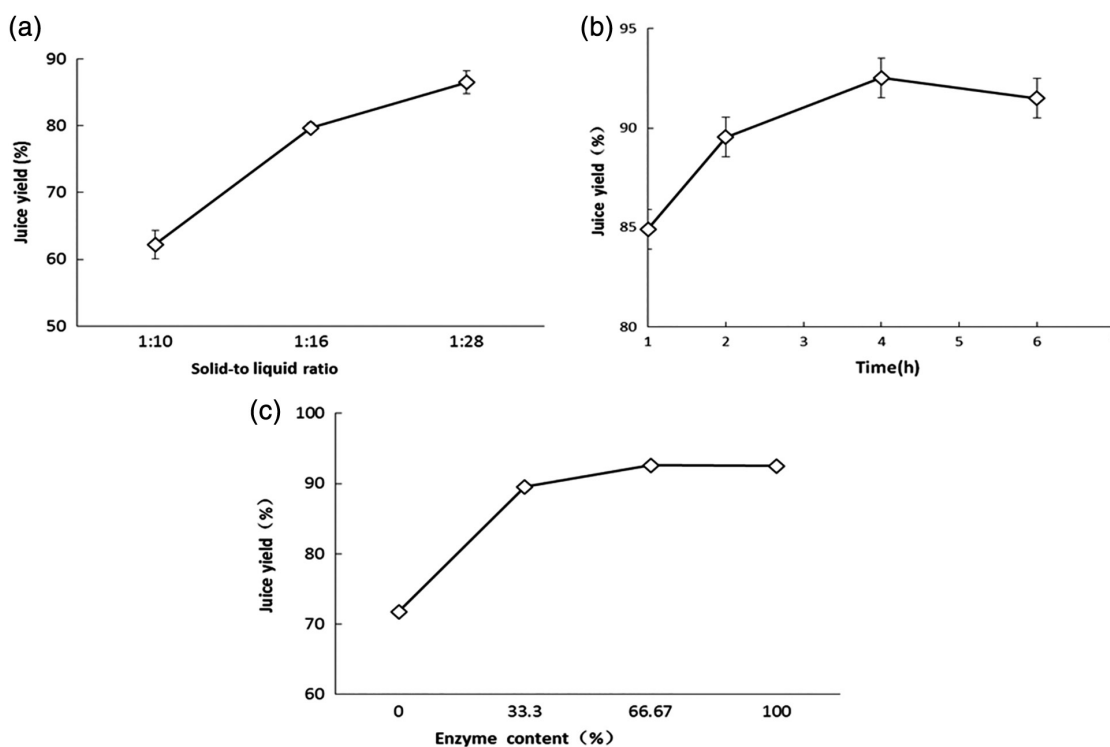 (a)
90
80
70
60
50
Juice yield (%)
1:10 1:16 1:28
Solid-to liquid ratio
(b)
95
90
85
80
Juice yield (%)
1 2 3 4 5 6
Time(h)
(c)
100
90
80
70
60
Juice yield (%)
0 33.3 66.67 100
Enzyme content (%)